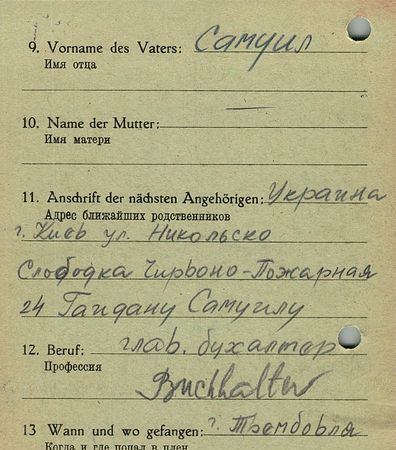 9. Vorname des Vaters: Самуил
Имя отца
10. Name der Mutter:
Имя матери
11. Anschrift der nächsten Angehörigen: Украина
Адрес ближайших родственников
г. Киев ул. Никольско
Слободка Чирвоно-Пожарная
24 Гайдану Самуилу
12. Beruf: глав. бухалтер
Профессия
Buchhalter
13 Wann und wo gefangen: г. Трембовля
Когда и где попал в плен